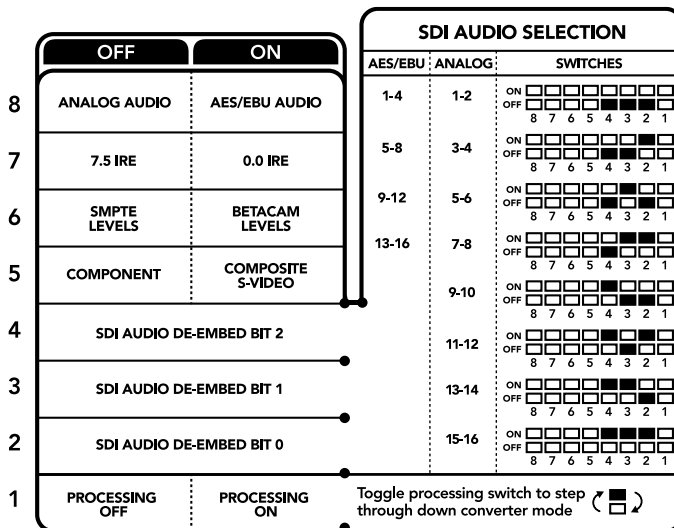 OFF ON
8 ANALOG AUDIO AES/EBU AUDIO
7 7.5 IRE 0.0 IRE
6 SMPTE LEVELS BETACAM LEVELS
5 COMPONENT COMPOSITE S-VIDEO
4 SDI AUDIO DE-EMBED BIT 2
3 SDI AUDIO DE-EMBED BIT 1
2 SDI AUDIO DE-EMBED BIT 0
1 PROCESSING OFF PROCESSING ON
SDI AUDIO SELECTION
AES/EBU ANALOG SWITCHES
1-4 1-2
ON
OFF
8 7 6 5 4 3 2 1
5-8 3-4
ON
OFF
8 7 6 5 4 3 2 1
9-12 5-6
ON
OFF
8 7 6 5 4 3 2 1
13-16 7-8
ON
OFF
8 7 6 5 4 3 2 1
9-10
ON
OFF
8 7 6 5 4 3 2 1
11-12
ON
OFF
8 7 6 5 4 3 2 1
13-14
ON
OFF
8 7 6 5 4 3 2 1
15-16
ON
OFF
8 7 6 5 4 3 2 1
Toggle processing switch to step
through down converter mode